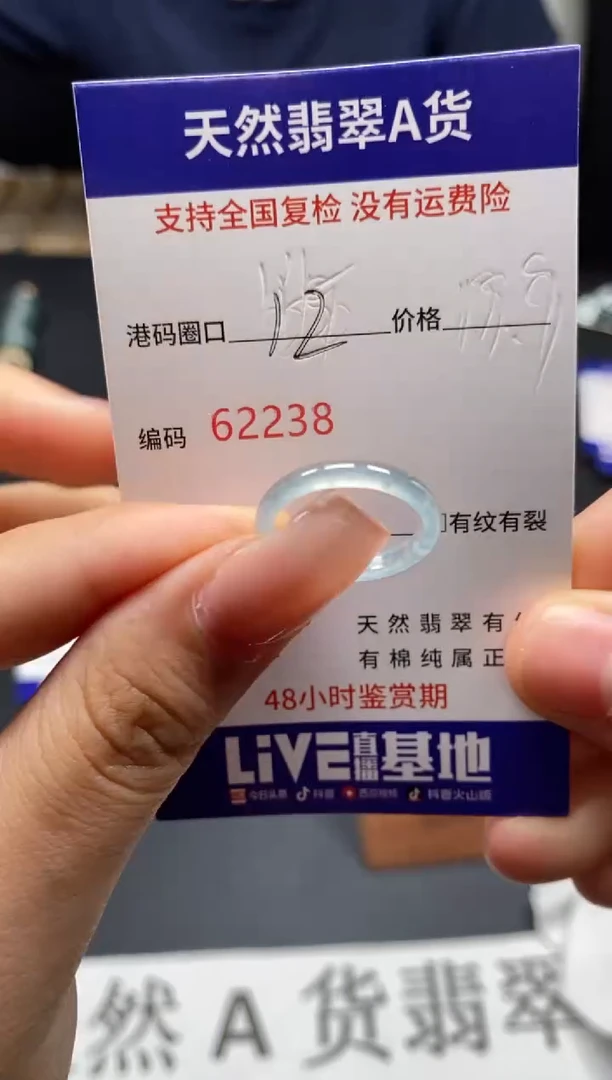 天然翡翠A货
支持全国复检 没有运费险
港码圈口 12 价格
编码 62238
有纹有裂
天然翡翠有
有棉纯属正
48小时鉴赏期
LiVE直播基地
今日头条 抖音 西瓜视频 抖音火山版
然A货翡翠